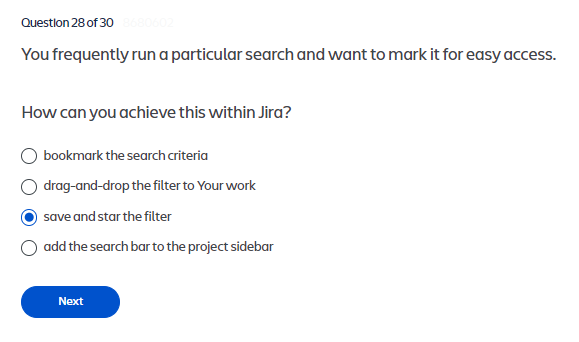 Question 28 of 30
You frequently run a particular search and want to mark it for easy access.
How can you achieve this within Jira?
bookmark the search criteria
drag-and-drop the filter to Your work
save and star the filter
add the search bar to the project sidebar
Next